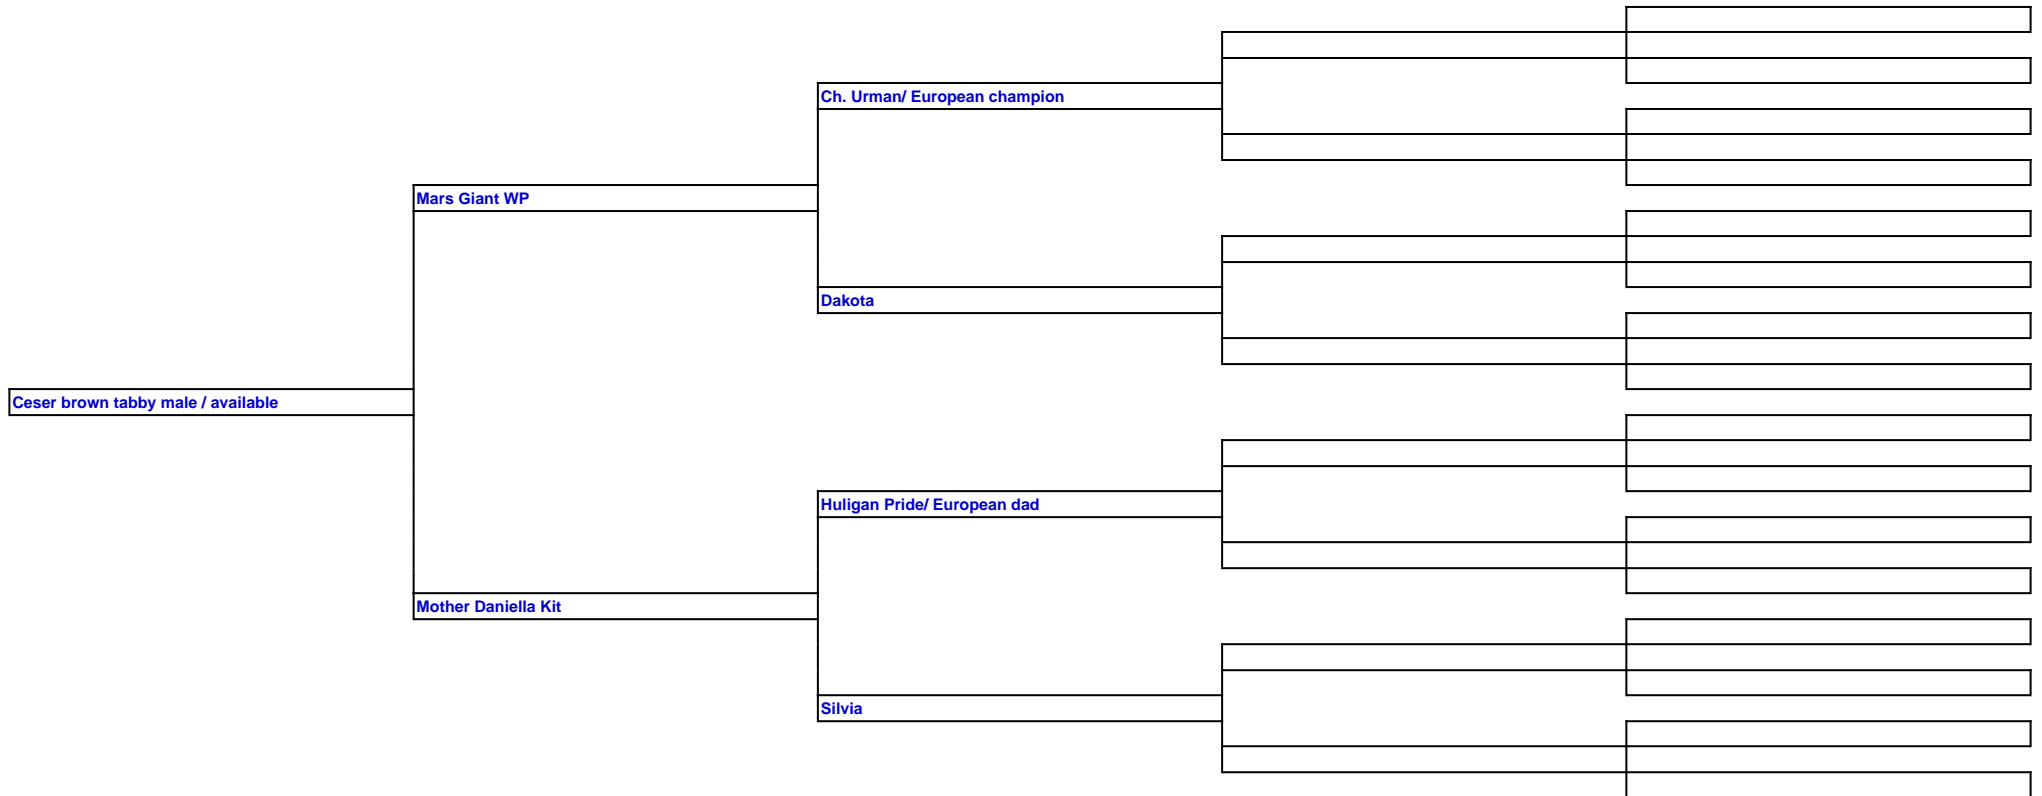 Ch. Urman/ European champion
Mars Giant WP
Dakota
Ceser brown tabby male / available
Huligan Pride/ European dad
Mother Daniella Kit
Silvia